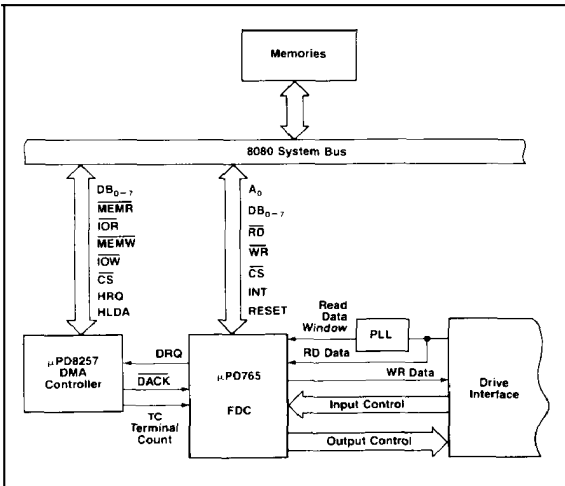 Memories
8080 System Bus
DB0-7
MEMR
IOR
MEMW
IOW
CS
HRQ
HLDA
A0
DB0-7
RD
WR
CS
INT
RESET
Read
Data
Window
PLL
RD Data
WR Data
Input Control
Output Control
Drive
Interface
μPD8257
DMA
Controller
DRQ
DACK
TC
Terminal
Count
μPD765
FDC